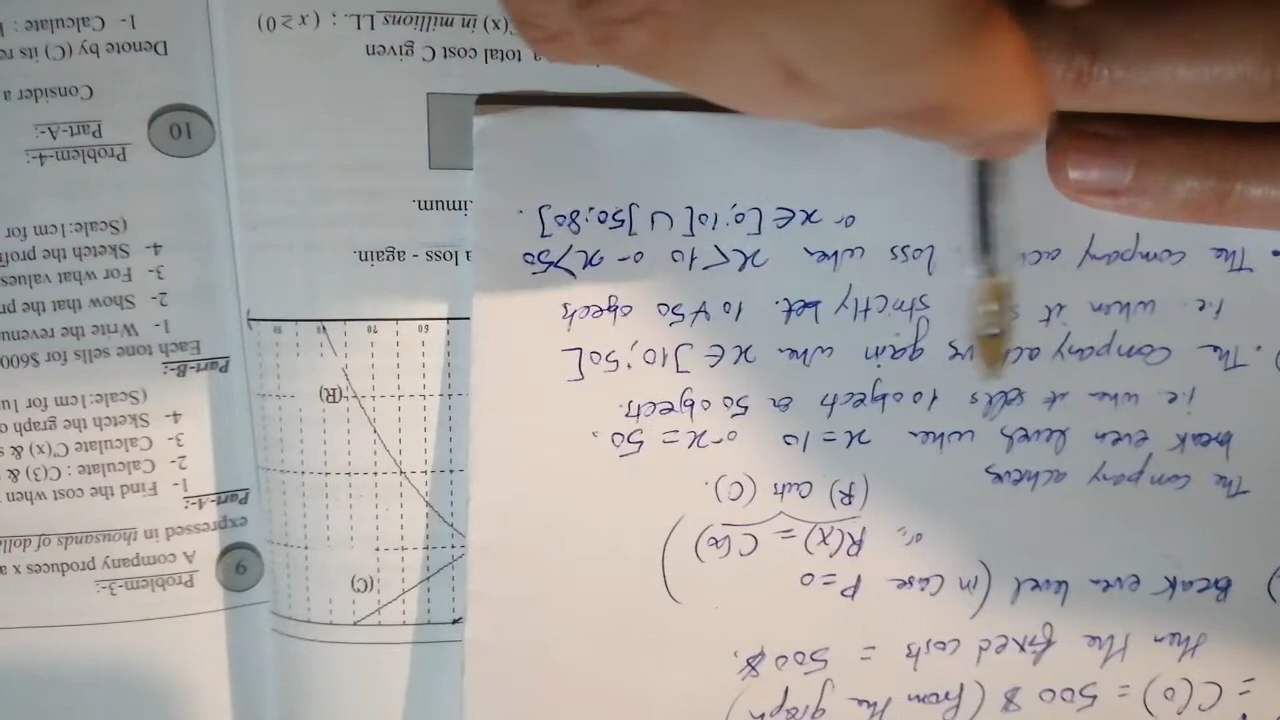 = C(0) = 500 $ (from the graph)
then the fixed costs = 500 $.
) Break even level (in case P=0
or, R(x) = C(x))
(R) cuts (C).
The company achieves
break even levels when x = 10 or x = 50.
i.e. when it sells 10 objects or 50 objects.
The company gain when x ∈ ]10; 50[
i.e. when it strictly bet. 10 & 50 objects
• The company loss when x < 10 or x > 50
or x ∈ [0;10[ ∪ ]50;80].
(C)
(R)
60 70 80 90
a loss - again.
imum.
total cost C given
(x) in millions LL. ; (x ≥ 0)
9
Problem-3-:
A company produces x a
expressed in thousands of dolla
Part-A-:
1- Find the cost when
2- Calculate : C(3) &
3- Calculate C'(x) & s
4- Sketch the graph o
(Scale:1cm for 1u
Part-B-:
Each tone sells for $6000
1- Write the revenu
2- Show that the pr
3- For what values
4- Sketch the profi
(Scale:1cm for
10
Problem-4-:
Part-A-:
Consider a
Denote by (C) its re
1- Calculate :